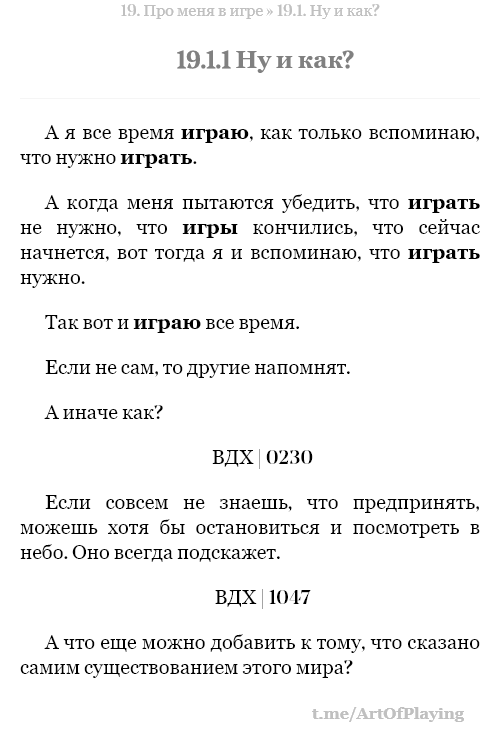 19. Про меня в игре » 19.1. Ну и как?
19.1.1 Ну и как?
А я все время играю, как только вспоминаю,
что нужно играть.
А когда меня пытаются убедить, что играть
не нужно, что игры кончились, что сейчас
начнется, вот тогда я и вспоминаю, что играть
нужно.
Так вот и играю все время.
Если не сам, то другие напомнят.
А иначе как?
ВДХ | 0230
Если совсем не знаешь, что предпринять,
можешь хотя бы остановиться и посмотреть в
небо. Оно всегда подскажет.
ВДХ | 1047
А что еще можно добавить к тому, что сказано
самим существованием этого мира?
t.me/ArtOfPlaying